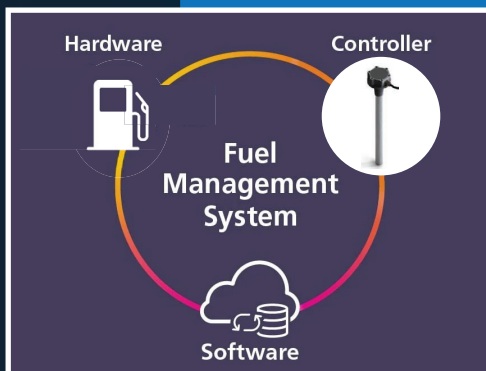 Hardware
Controller
Fuel
Management
System
Software